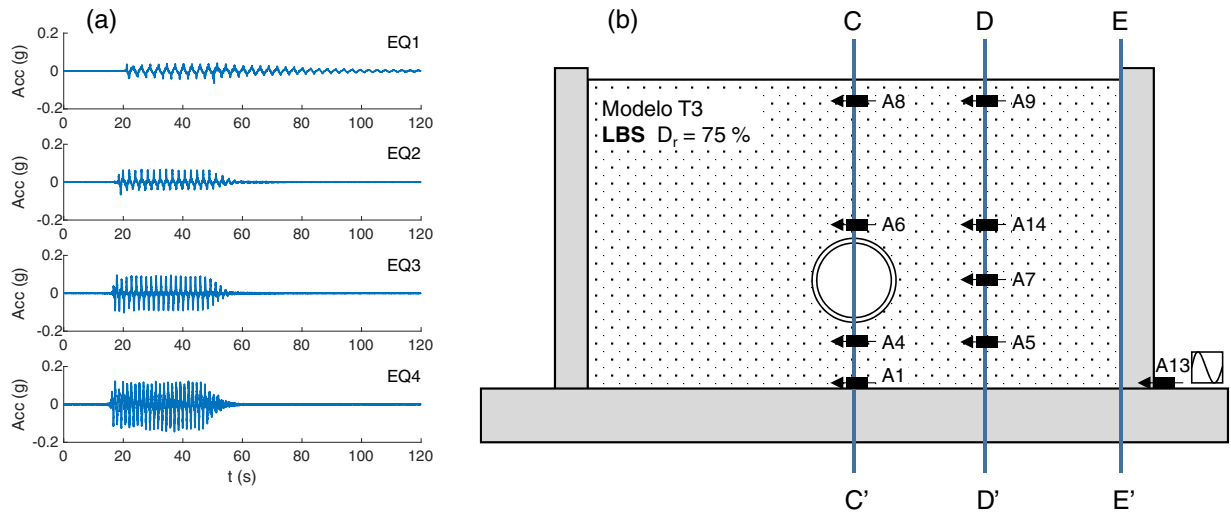 (a)
0.2
0
-0.2
Acc (g)
EQ1
0 20 40 60 80 100 120
0.2
0
-0.2
Acc (g)
EQ2
0 20 40 60 80 100 120
0.2
0
-0.2
Acc (g)
EQ3
0 20 40 60 80 100 120
0.2
0
-0.2
Acc (g)
EQ4
0 20 40 60 80 100 120
t (s)
(b)
C D E
Modelo T3
LBS Dr = 75 %
A8 A9
A6 A14
A7
A4 A5
A1 A13
C' D' E'